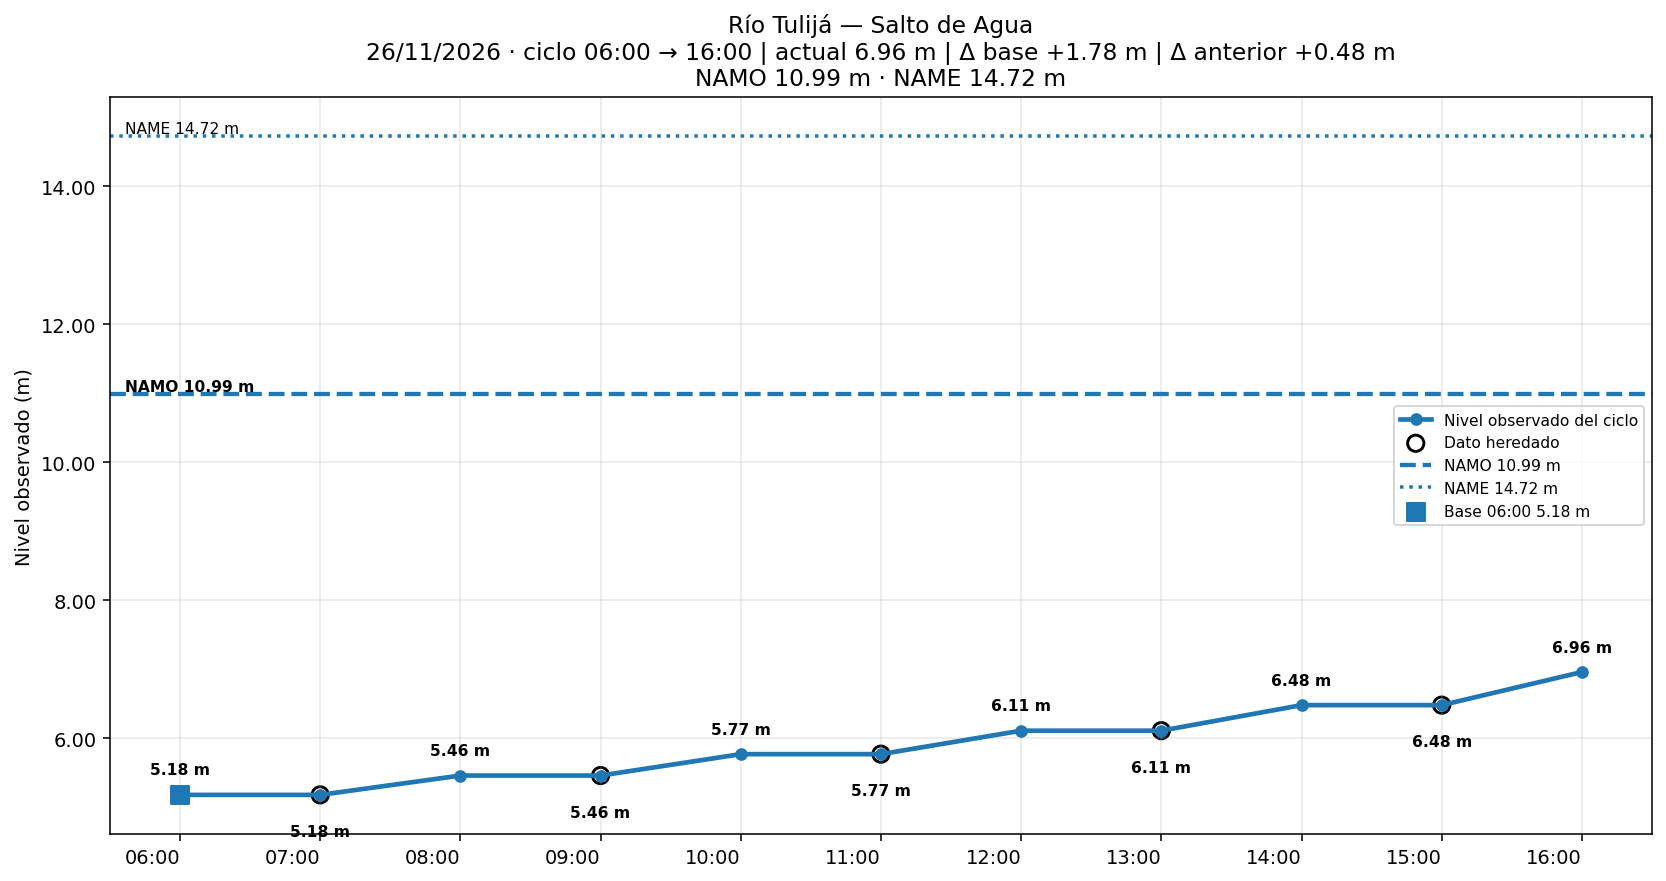 Río Tulijá — Salto de Agua
26/11/2026 · ciclo 06:00 → 16:00 | actual 6.96 m | Δ base +1.78 m | Δ anterior +0.48 m
NAMO 10.99 m · NAME 14.72 m
NAME 14.72 m
14.00
12.00
NAMO 10.99 m
Nivel observado (m)
Nivel observado del ciclo
Dato heredado
NAMO 10.99 m
NAME 14.72 m
Base 06:00 5.18 m
10.00
8.00
6.00
5.18 m
5.18 m
5.46 m
5.46 m
5.77 m
5.77 m
6.11 m
6.11 m
6.48 m
6.48 m
6.96 m
06:00
07:00
08:00
09:00
10:00
11:00
12:00
13:00
14:00
15:00
16:00